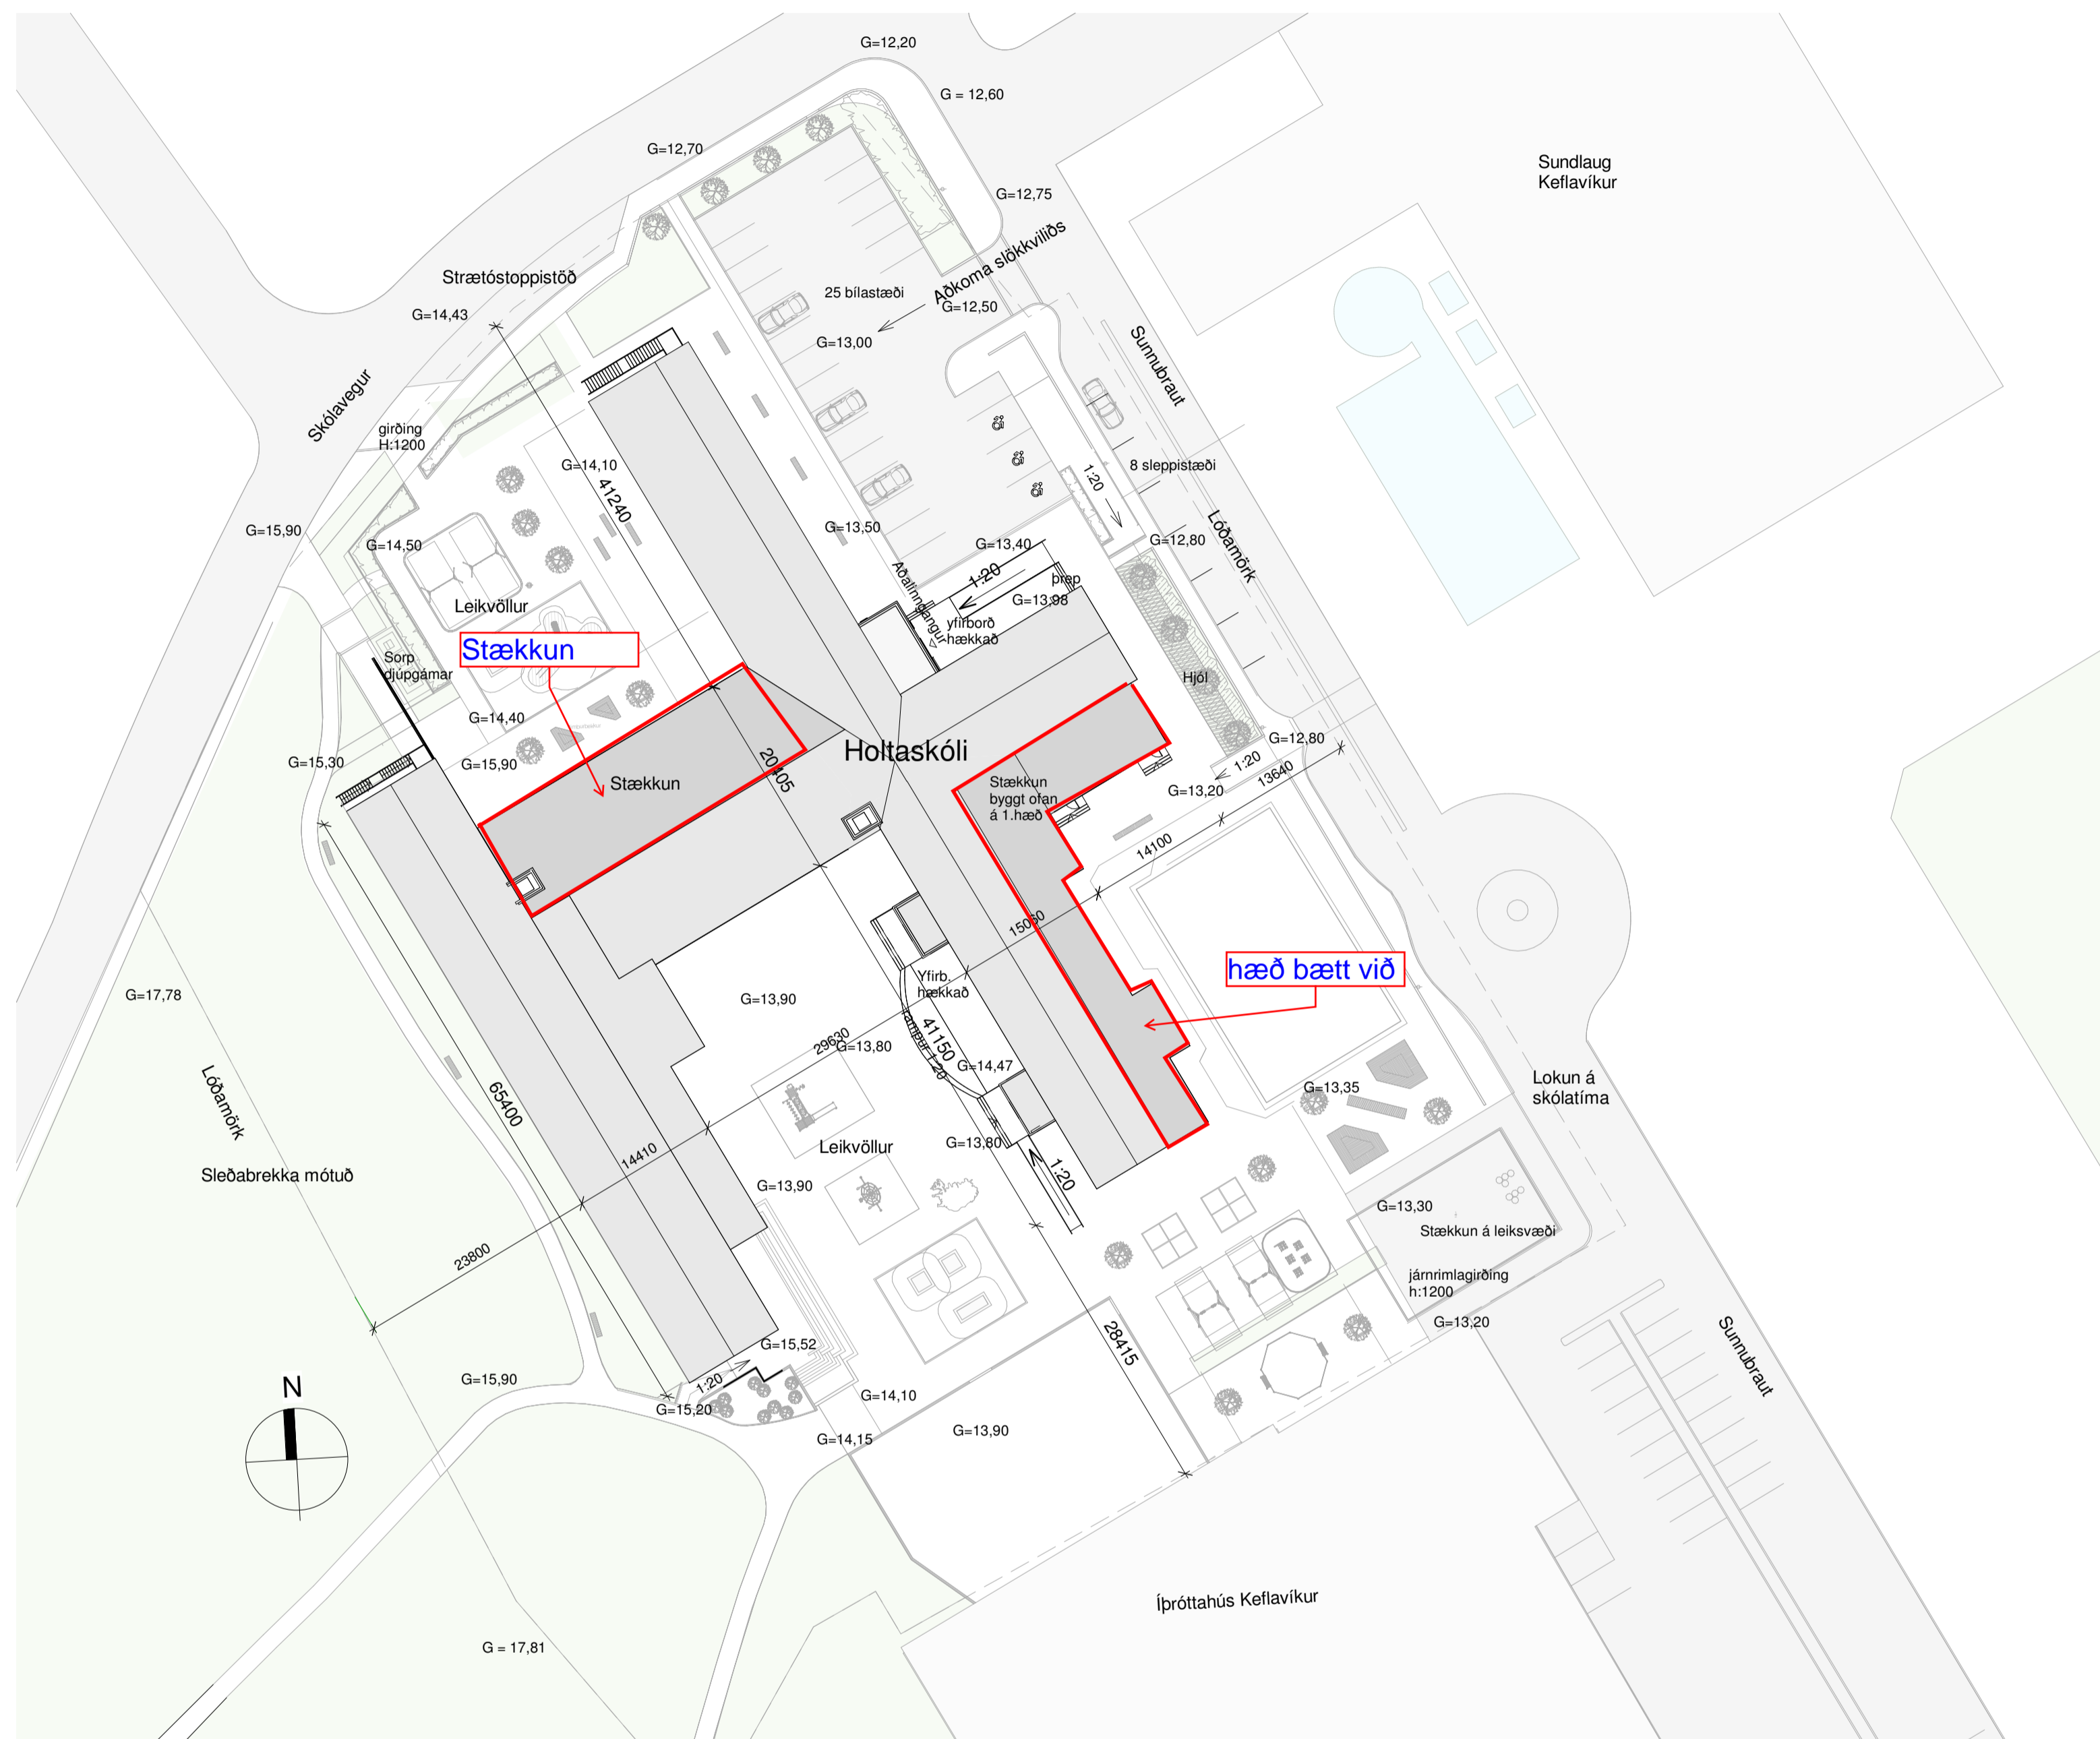 G=12,20
G = 12,60
G=12,70
Sundlaug
Keflavíkur
G=12,75
Aðkoma slökkviliðs
Strætóstoppistöð
25 bílastæði
G=12,50
G=14,43
G=13,00
Sunnubraut
Skólavegur
girðing
H:1200
G=14,10
41240
1:20
8 sleppistæði
G=15,90
G=14,50
G=13,50
G=13,40
G=12,80
Lóðamörk
Aðalinngangur
1:20
þrep
G=13,98
Leikvöllur
yfirborð
hækkað
Stækkun
Sorp
djúpgámar
Hjól
G=14,40
G=12,80
G=15,30
G=15,90
Holtaskóli
20405
1:20
13640
Stækkun
Stækkun
byggt ofan
á 1.hæð
G=13,20
14100
15060
hæð bætt við
Yfirb.
hækkað
G=17,78
G=13,90
rampur 1:20
41150
29630
G=13,80
G=14,47
Lóðamörk
65400
G=13,35
Lokun á
skólatíma
14410
Leikvöllur
G=13,80
1:20
Sleðabrekka mótuð
G=13,90
G=13,30
Stækkun á leiksvæði
23800
járnrimlagirðing
h:1200
G=13,20
28415
G=15,52
Sunnubraut
N
G=15,90
1:20
G=15,20
G=14,10
G=14,15
G=13,90
Íþróttahús Keflavíkur
G = 17,81